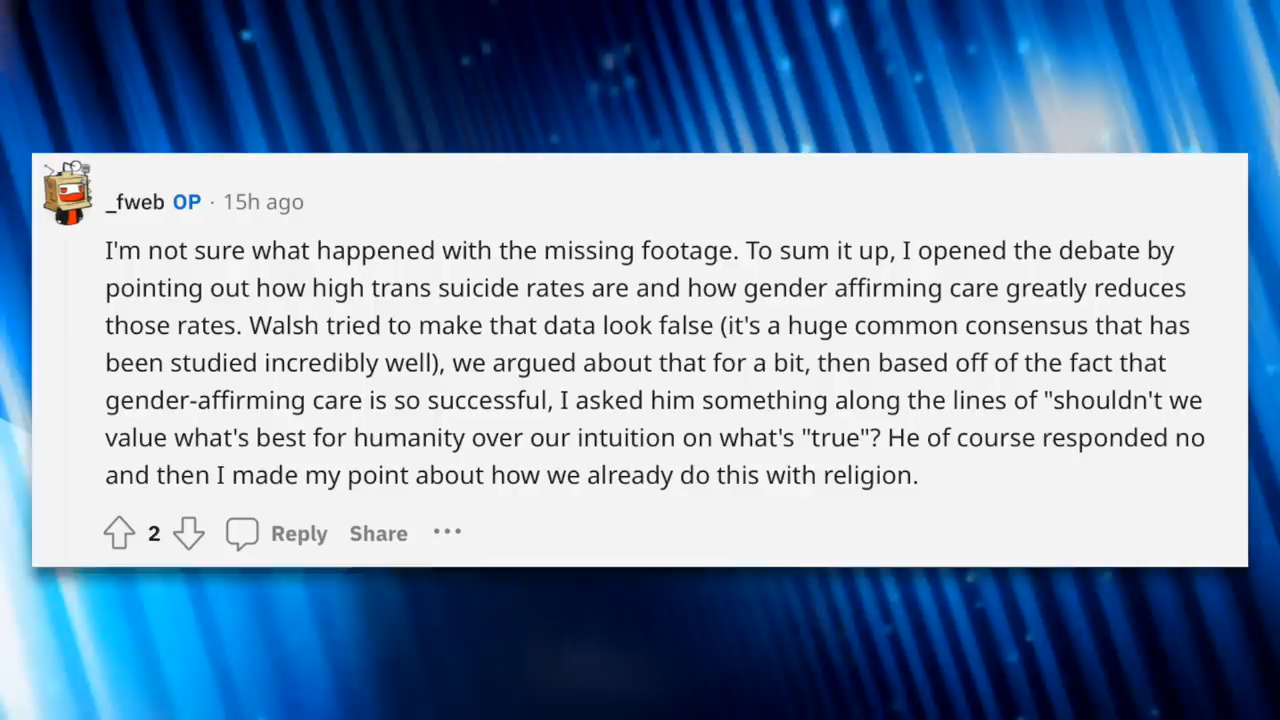 _fweb OP · 15h ago
I'm not sure what happened with the missing footage. To sum it up, I opened the debate by
pointing out how high trans suicide rates are and how gender affirming care greatly reduces
those rates. Walsh tried to make that data look false (it's a huge common consensus that has
been studied incredibly well), we argued about that for a bit, then based off of the fact that
gender-affirming care is so successful, I asked him something along the lines of "shouldn't we
value what's best for humanity over our intuition on what's "true"? He of course responded no
and then I made my point about how we already do this with religion.
2 Reply Share ···